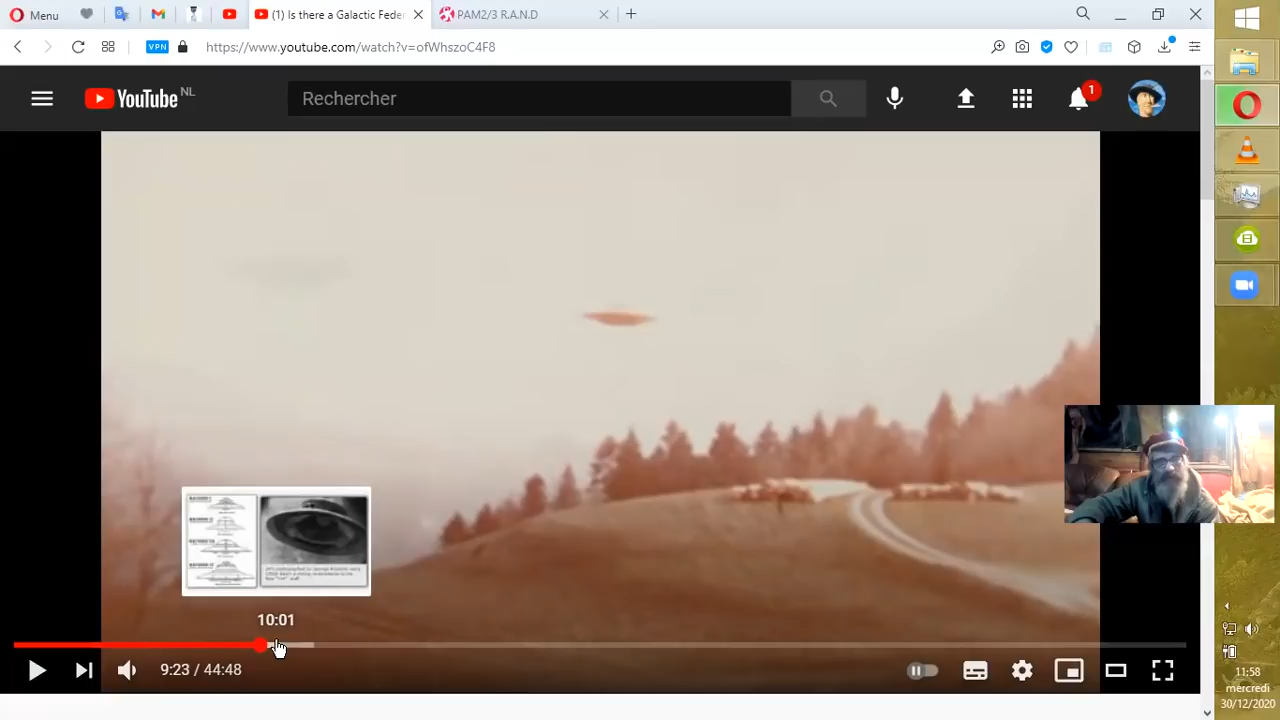 Menu
(1) Is there a Galactic Feder
PAM2/3 R.A.N.D
VPN
https://www.youtube.com/watch?v=ofWhszoC4F8
YouTube NL
Rechercher
1
10:01
9:23 / 44:48
11:58
mercredi
30/12/2020